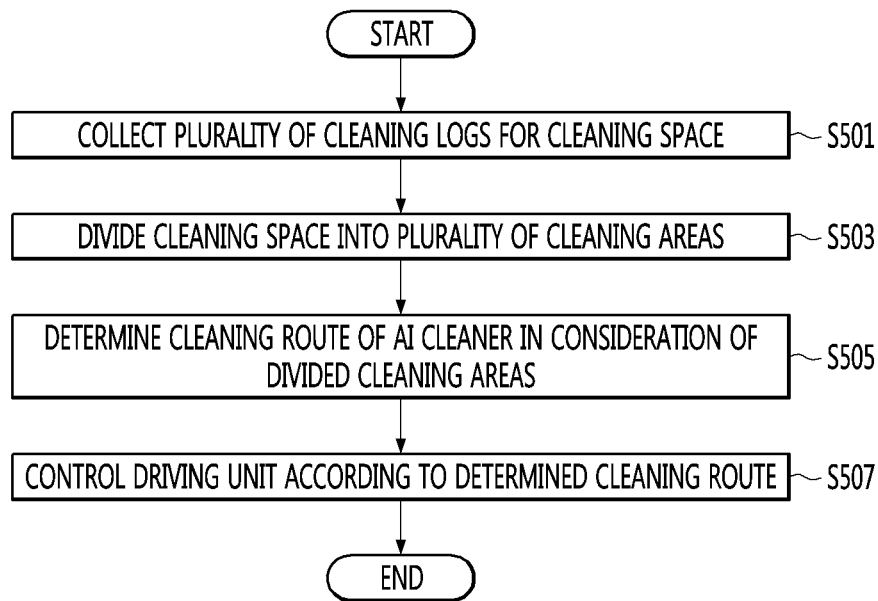 START
COLLECT PLURALITY OF CLEANING LOGS FOR CLEANING SPACE
S501
DIVIDE CLEANING SPACE INTO PLURALITY OF CLEANING AREAS
S503
DETERMINE CLEANING ROUTE OF AI CLEANER IN CONSIDERATION OF
DIVIDED CLEANING AREAS
S505
CONTROL DRIVING UNIT ACCORDING TO DETERMINED CLEANING ROUTE
S507
END